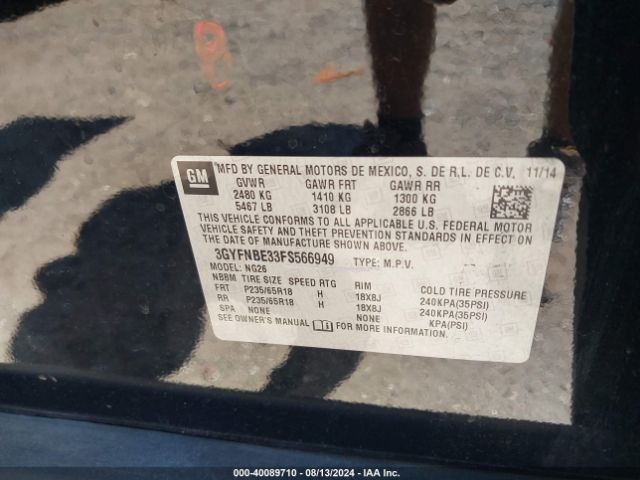 GM
MFD BY GENERAL MOTORS DE MEXICO, S. DE R.L. DE C.V. 11/14
GVWR GAWR FRT GAWR RR
2480 KG 1410 KG 1300 KG
5467 LB 3108 LB 2866 LB
THIS VEHICLE CONFORMS TO ALL APPLICABLE U.S. FEDERAL MOTOR
VEHICLE SAFETY AND THEFT PREVENTION STANDARDS IN EFFECT ON
THE DATE OF MANUFACTURE SHOWN ABOVE.
3GYFNBE33FS566949 TYPE: M.P.V.
MODEL: NG26
NBBM TIRE SIZE SPEED RTG RIM COLD TIRE PRESSURE
FRT P235/65R18 H 18X8J 240KPA(35PSI)
RR P235/65R18 H 18X8J 240KPA(35PSI)
SPA NONE NONE KPA(PSI)
SEE OWNER'S MANUAL FOR MORE INFORMATION.
000-40089710 - 08/13/2024 - IAA Inc.